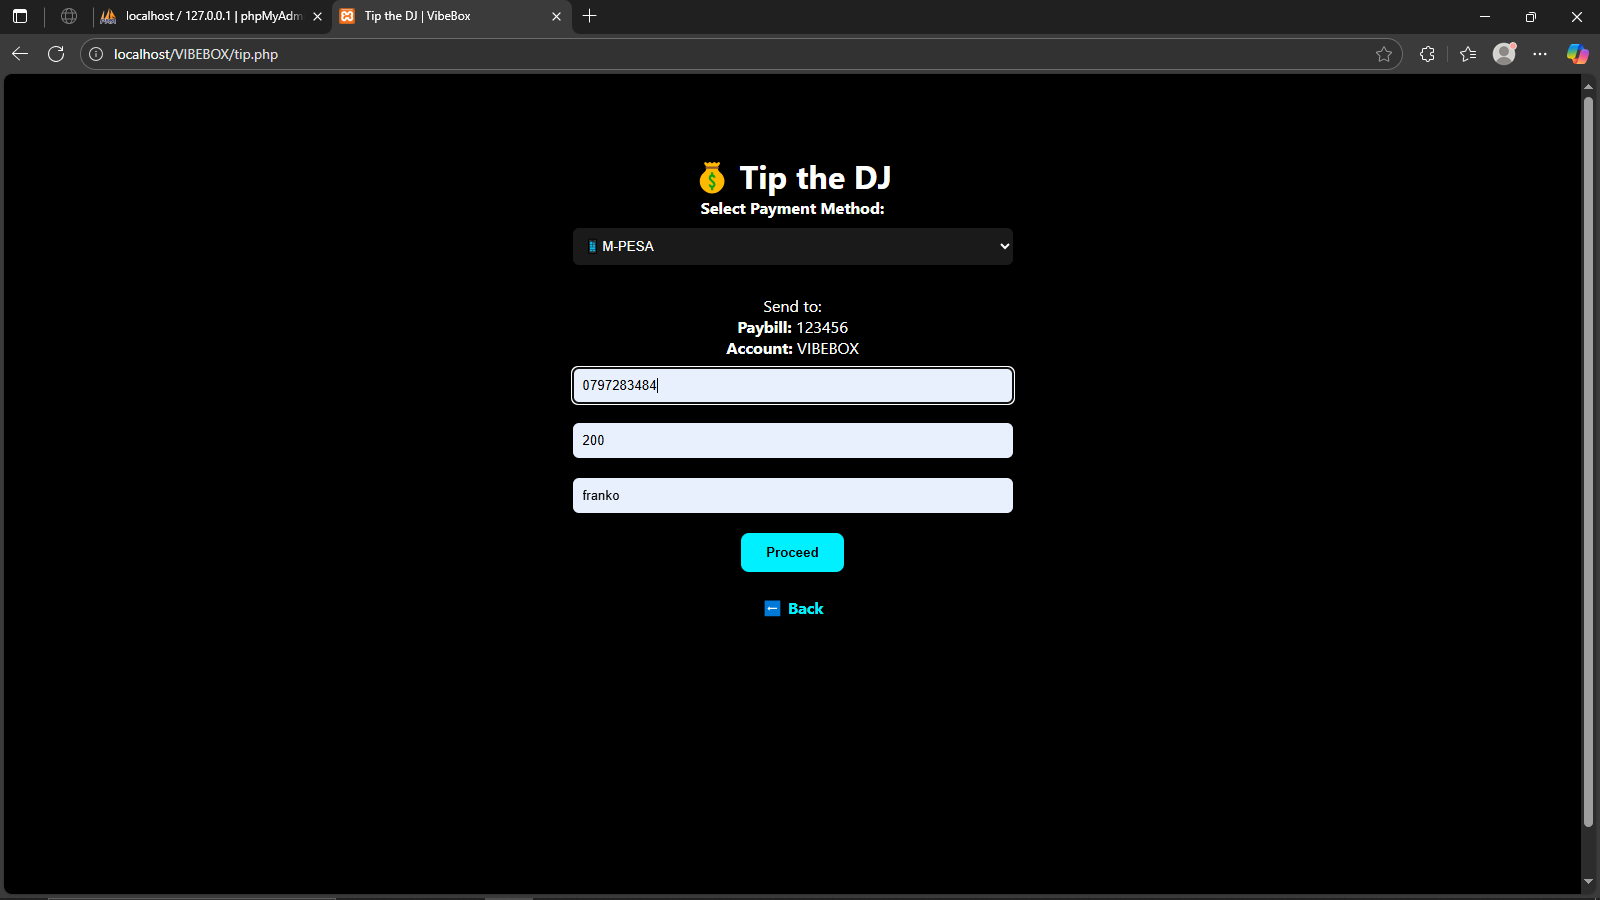 localhost / 127.0.0.1 | phpMyAdm
Tip the DJ | VibeBox
localhost/VIBEBOX/tip.php
Tip the DJ
Select Payment Method:
M-PESA
Send to:
Paybill: 123456
Account: VIBEBOX
0797283484
200
franko
Proceed
Back